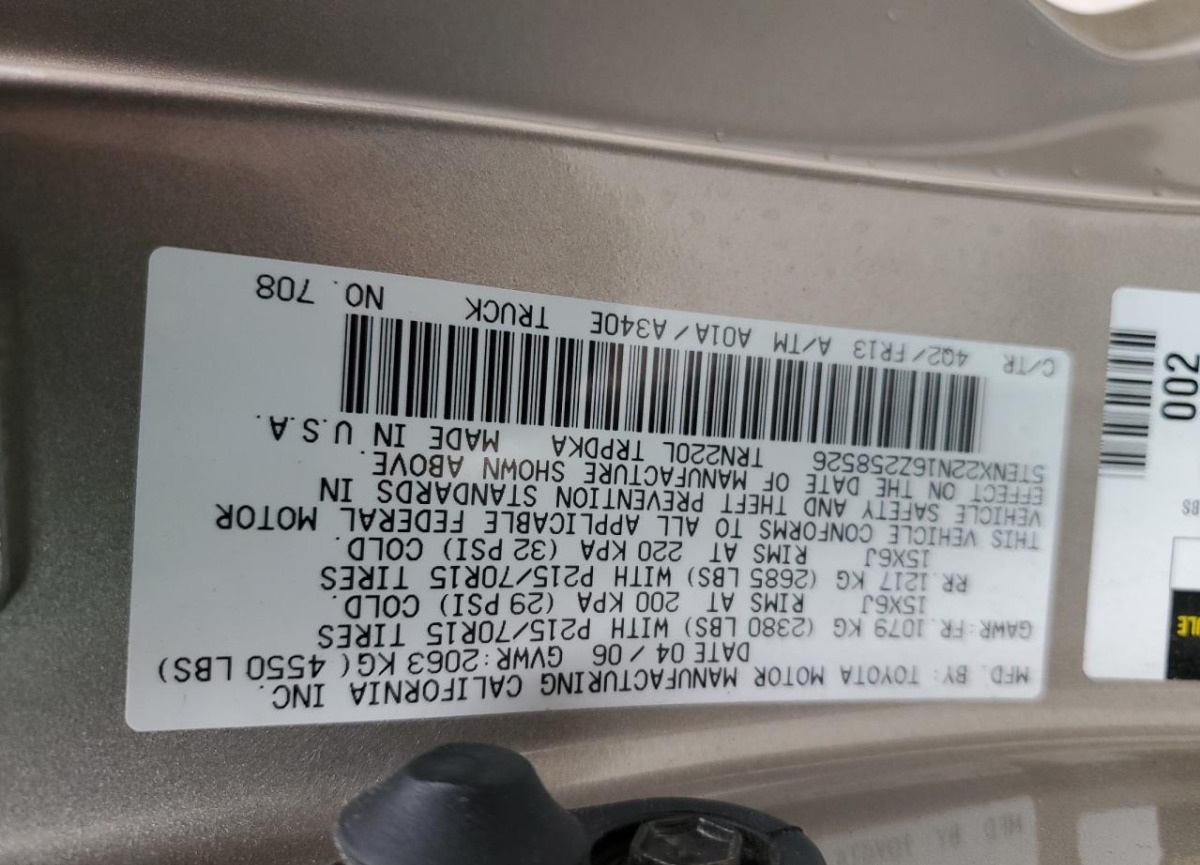 MFD. BY: TOYOTA MOTOR MANUFACTURING CALIFORNIA INC.
DATE 04/06 GVWR: 2063 KG (4550 LBS)
GAWR: FR. 1079 KG (2380 LBS) WITH P215/70R15 TIRES
15X6J RIMS AT 200 KPA (29 PSI) COLD.
RR. 1217 KG (2685 LBS) WITH P215/70R15 TIRES
15X6J RIMS AT 220 KPA (32 PSI) COLD.
THIS VEHICLE CONFORMS TO ALL APPLICABLE FEDERAL MOTOR
VEHICLE SAFETY AND THEFT PREVENTION STANDARDS IN
EFFECT ON THE DATE OF MANUFACTURE SHOWN ABOVE.
5TENX22N16Z258526 TRN220L TRPDKA MADE IN U.S.A.
C/TR 4Q2/FR13 A/TM A01A/A340E TRUCK NO. 708
002
LBS
ULE
MFD BY